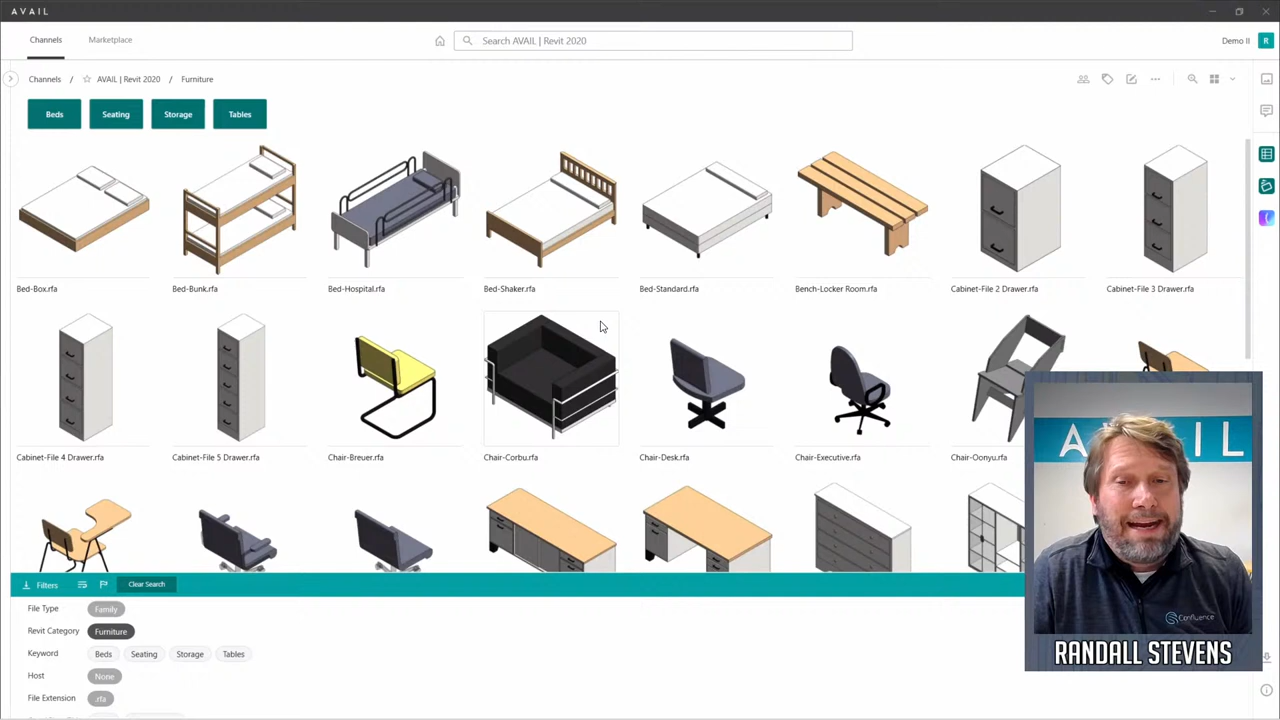 AVAIL
Channels
Marketplace
Search AVAIL | Revit 2020
Demo II
R
Channels / AVAIL | Revit 2020 / Furniture
Beds
Seating
Storage
Tables
Bed-Box.rfa
Bed-Bunk.rfa
Bed-Hospital.rfa
Bed-Shaker.rfa
Bed-Standard.rfa
Bench-Locker Room.rfa
Cabinet-File 2 Drawer.rfa
Cabinet-File 3 Drawer.rfa
Cabinet-File 4 Drawer.rfa
Cabinet-File 5 Drawer.rfa
Chair-Breuer.rfa
Chair-Corbu.rfa
Chair-Desk.rfa
Chair-Executive.rfa
Chair-Oonyu.rfa
AVAIL
Confluence
RANDALL STEVENS
Filters
Clear Search
File Type
Family
Revit Category
Furniture
Keyword
Beds
Seating
Storage
Tables
Host
None
File Extension
.rfa